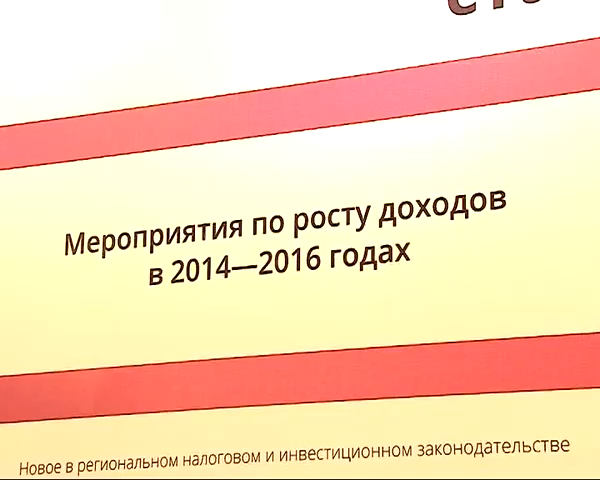 Мероприятия по росту доходов
в 2014—2016 годах
Новое в региональном налоговом и инвестиционном законодательстве